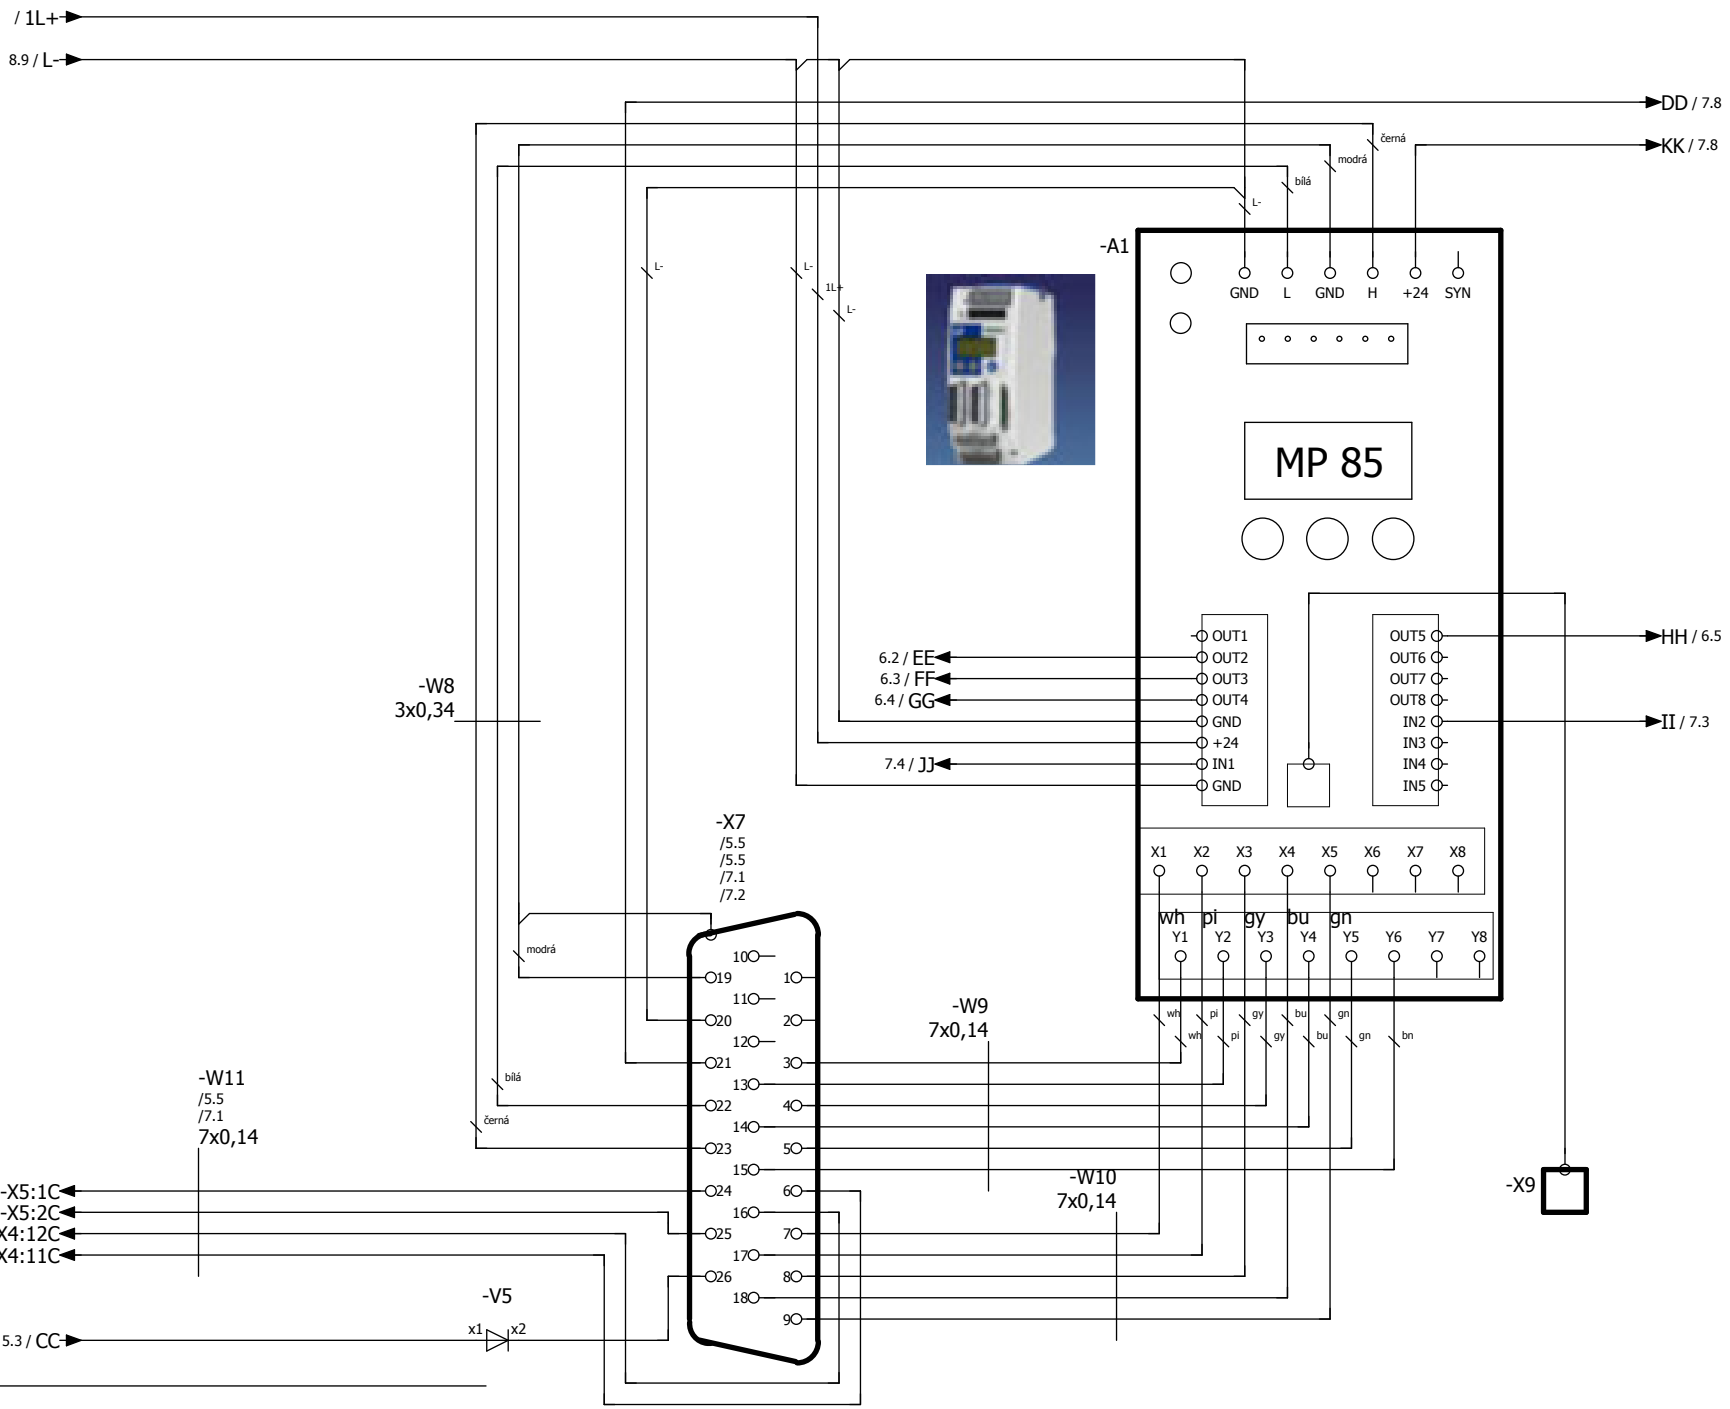 / 1L+
8.9 / L-
DD / 7.8
KK / 7.8
černá
modrá
bílá
L-
-A1
GND L GND H +24 SYN
L-
L-
1L+
L-
MP 85
OUT1 OUT5
HH / 6.5
6.2 / EE
OUT2 OUT6
6.3 / FF
OUT3 OUT7
6.4 / GG
OUT4 OUT8
GND IN2
II / 7.3
+24 IN3
7.4 / JJ
IN1 IN4
GND IN5
-W8
3x0,34
-X7
/5.5
/5.5
/7.1
/7.2
X1 X2 X3 X4 X5 X6 X7 X8
wh pi gy bu gn
Y1 Y2 Y3 Y4 Y5 Y6 Y7 Y8
modrá
10
19
1
11
20
2
12
21
3
13
22
4
14
23
5
15
24
6
16
25
7
17
26
8
18
9
-W9
7x0,14
wh pi gy bu gn
wh pi gy bu gn bn
bílá
černá
-W11
/5.5
/7.1
7x0,14
-W10
7x0,14
-X9
-X5:1C
-X5:2C
X4:12C
X4:11C
-V5
x1 x2
5.3 / CC